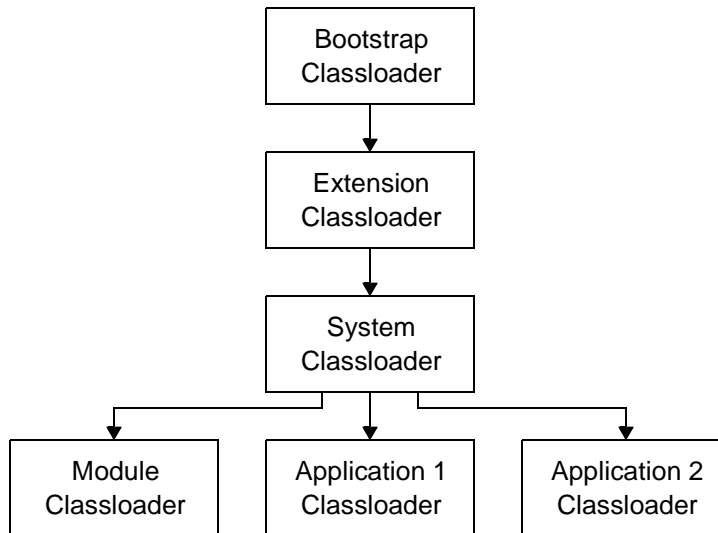 Bootstrap
Classloader
Extension
Classloader
System
Classloader
Module
Classloader
Application 1
Classloader
Application 2
Classloader